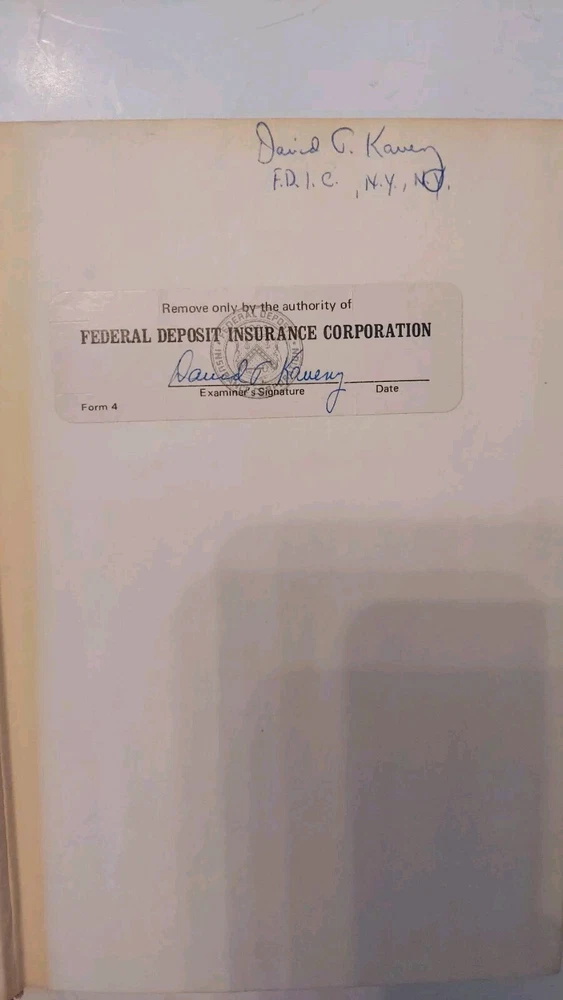 David T. Kaveny
F.D.I.C. , N.Y., N.Y.
Remove only by the authority of
FEDERAL DEPOSIT INSURANCE CORPORATION
David T. Kaveny
Examiner's Signature Date
Form 4